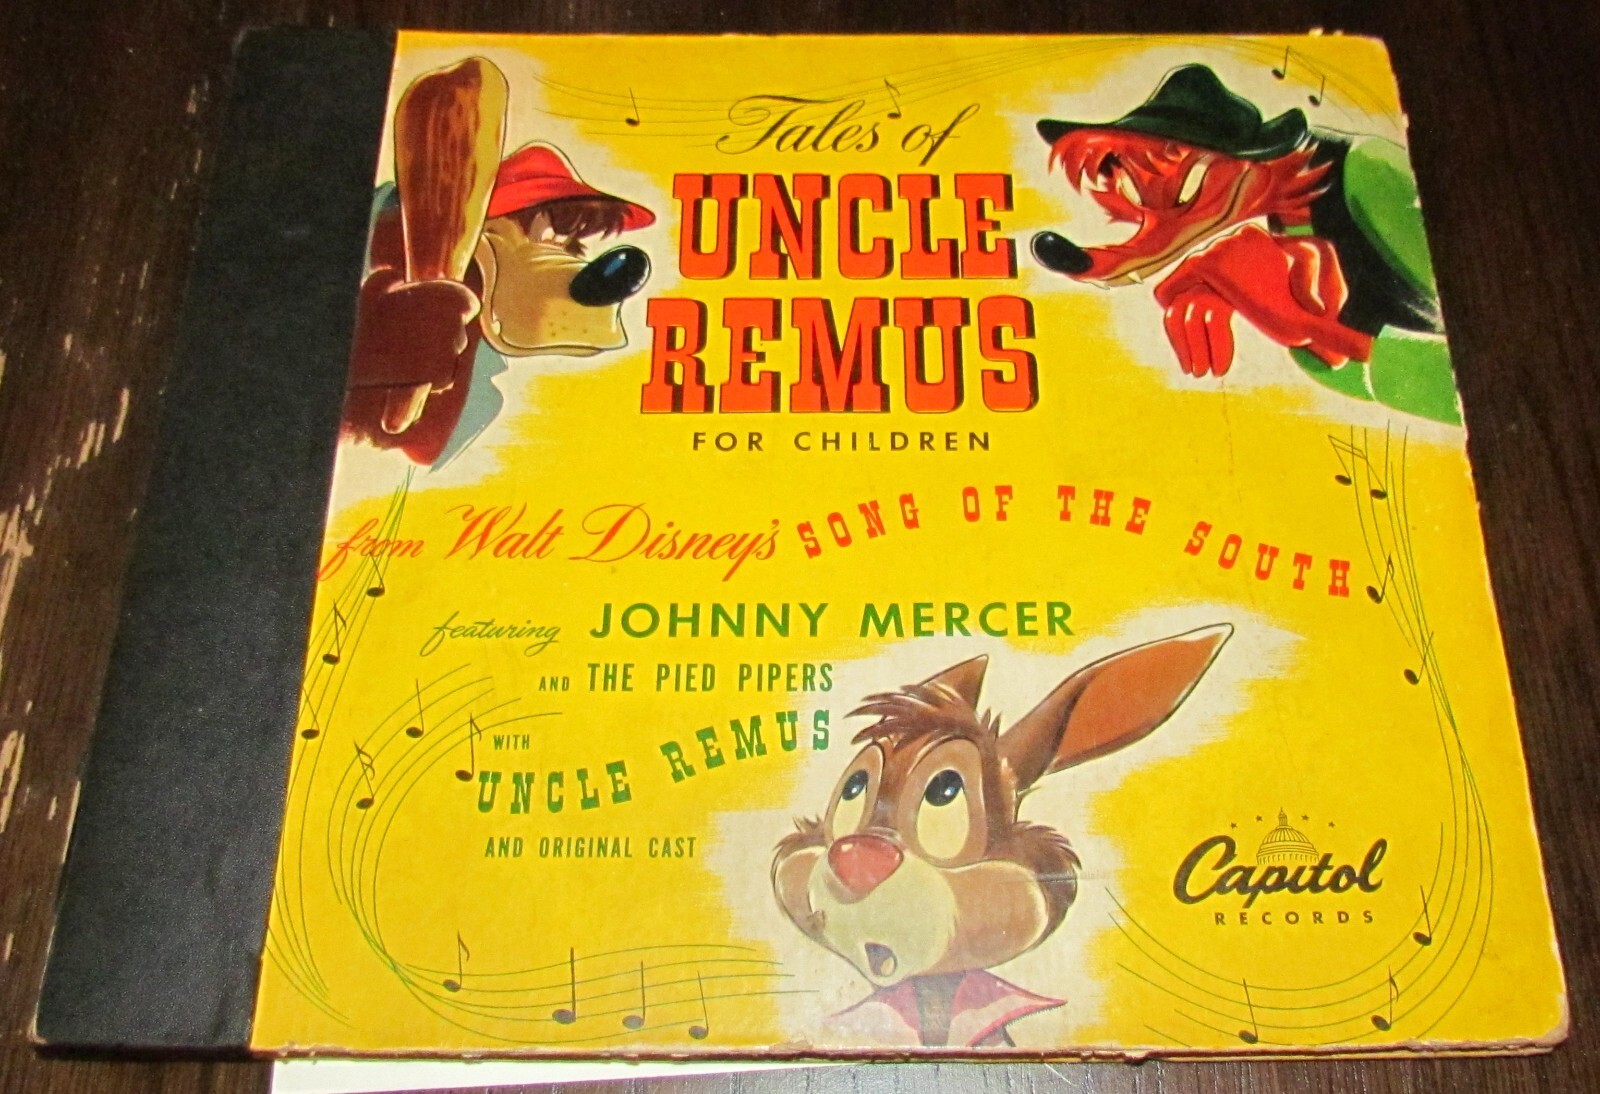 Tales of
UNCLE
REMUS
FOR CHILDREN
from Walt Disney's SONG OF THE SOUTH
featuring JOHNNY MERCER
AND THE PIED PIPERS
WITH
UNCLE REMUS
AND ORIGINAL CAST
Capitol
RECORDS